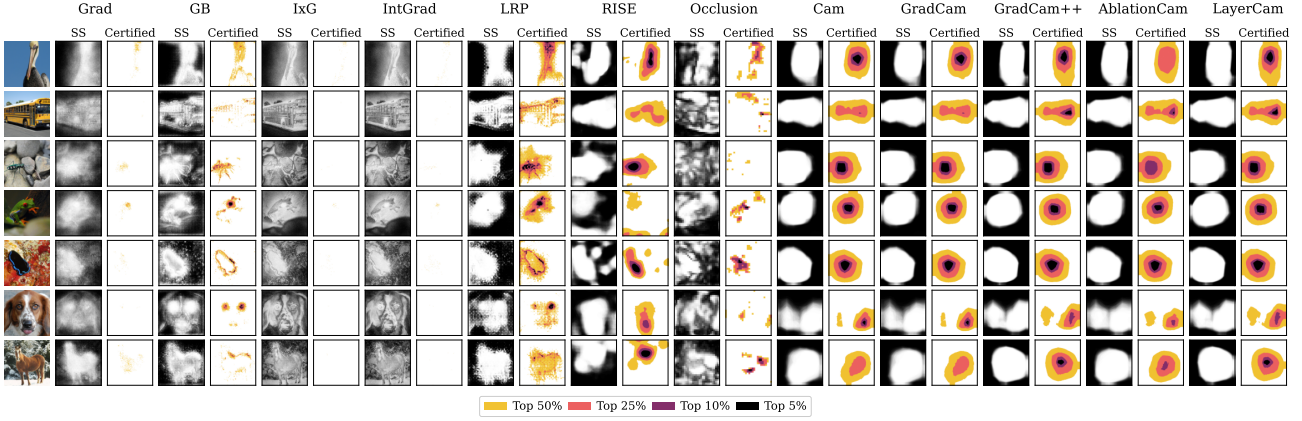 Grad GB IxG IntGrad LRP RISE Occlusion Cam GradCam GradCam++ AblationCam LayerCam
SS Certified SS Certified SS Certified SS Certified SS Certified SS Certified SS Certified SS Certified SS Certified SS Certified SS Certified SS Certified
Top 50% Top 25% Top 10% Top 5%